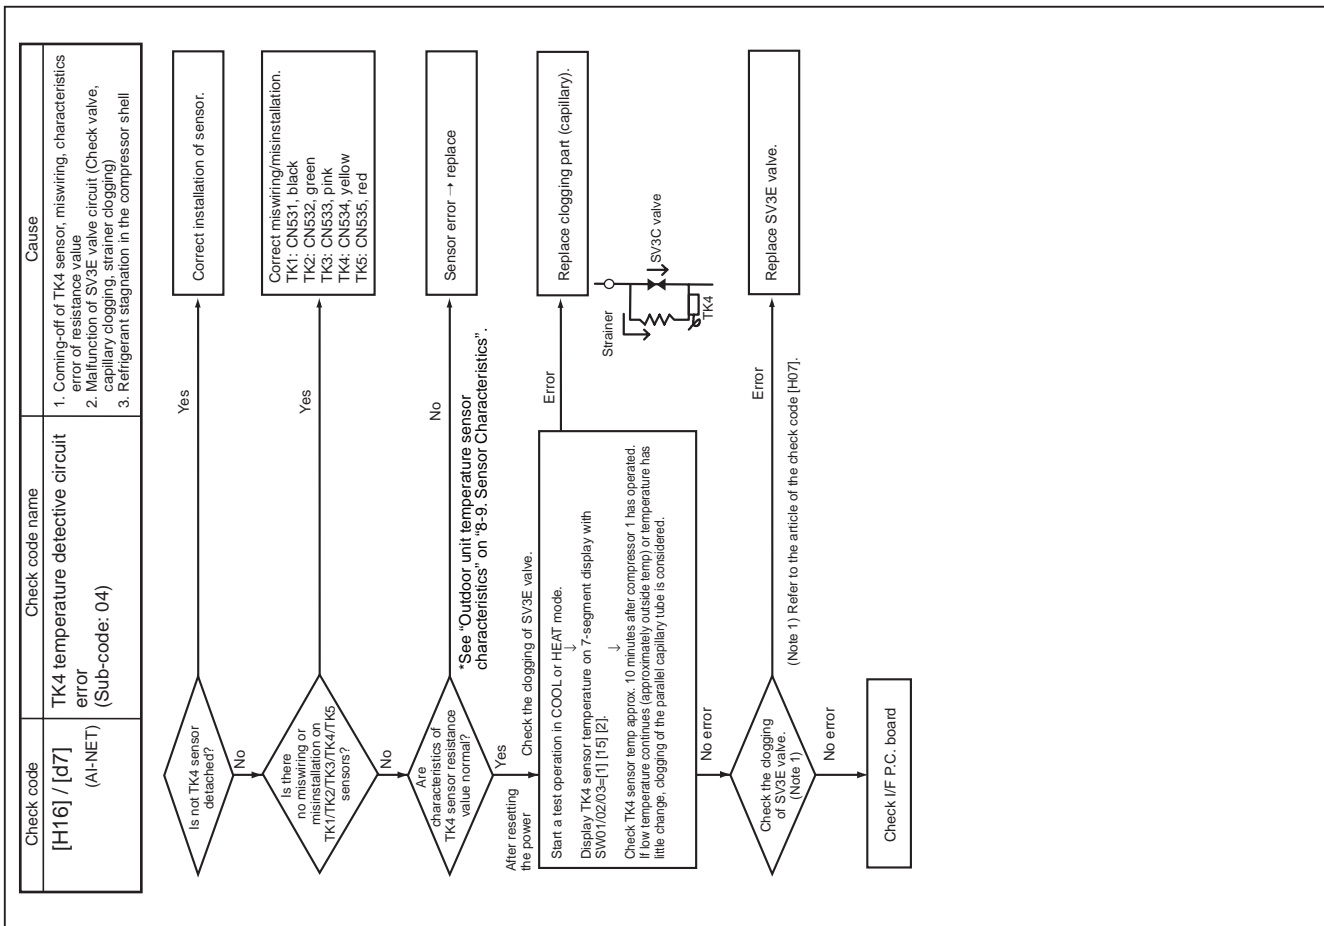 Check code
Check code name
Cause
[H16] / [d7]
(AI-NET)
TK4 temperature detective circuit
error
(Sub-code: 04)
1. Coming-off of TK4 sensor, miswiring, characteristics
error of resistance value
2. Malfunction of SV3E valve circuit (Check valve,
capillary clogging, strainer clogging)
3. Refrigerant stagnation in the compressor shell
Is not TK4 sensor
detached?
Yes
Correct installation of sensor.
No
Is there
no miswiring or
misinstallation on
TK1/TK2/TK3/TK4/TK5
sensors?
Yes
Correct miswiring/misinstallation.
TK1: CN531, black
TK2: CN532, green
TK3: CN533, pink
TK4: CN534, yellow
TK5: CN535, red
No
Are
characteristics of
TK4 sensor resistance
value normal?
No
Sensor error → replace
*See “Outdoor unit temperature sensor
characteristics” on “8-9. Sensor Characteristics”.
Yes
After resetting
the power
Check the clogging of SV3E valve.
Start a test operation in COOL or HEAT mode.
↓
Display TK4 sensor temperature on 7-segment display with
SW01/02/03=[1] [15] [2].
↓
Check TK4 sensor temp approx. 10 minutes after compressor 1 has operated.
If low temperature continues (approximately outside temp) or temperature has
little change, clogging of the parallel capillary tube is considered.
Error
Replace clogging part (capillary).
Strainer
SV3C valve
TK4
No error
Check the clogging
of SV3E valve.
(Note 1)
Error
Replace SV3E valve.
(Note 1) Refer to the article of the check code [H07].
No error
Check I/F P.C. board